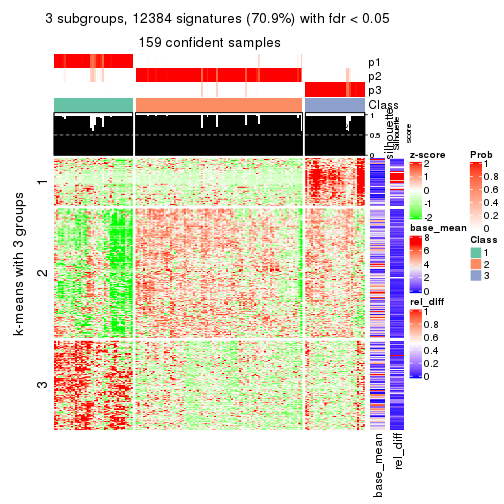 3 subgroups, 12384 signatures (70.9%) with fdr < 0.05
159 confident samples
p1
p2
p3
Class
1
0.5
0
silhouette
Silhouette
score
k-means with 3 groups
1
2
3
base_mean
rel_diff
z-score
2
1
0
-1
-2
base_mean
8
6
4
2
0
rel_diff
1
0.8
0.6
0.4
0.2
0
Prob
1
0.8
0.6
0.4
0.2
0
Class
1
2
3